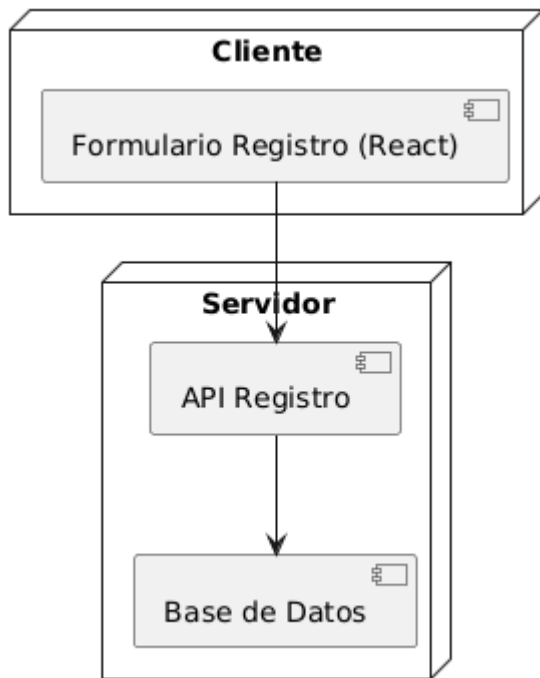 Cliente
Formulario Registro (React)
Servidor
API Registro
Base de Datos